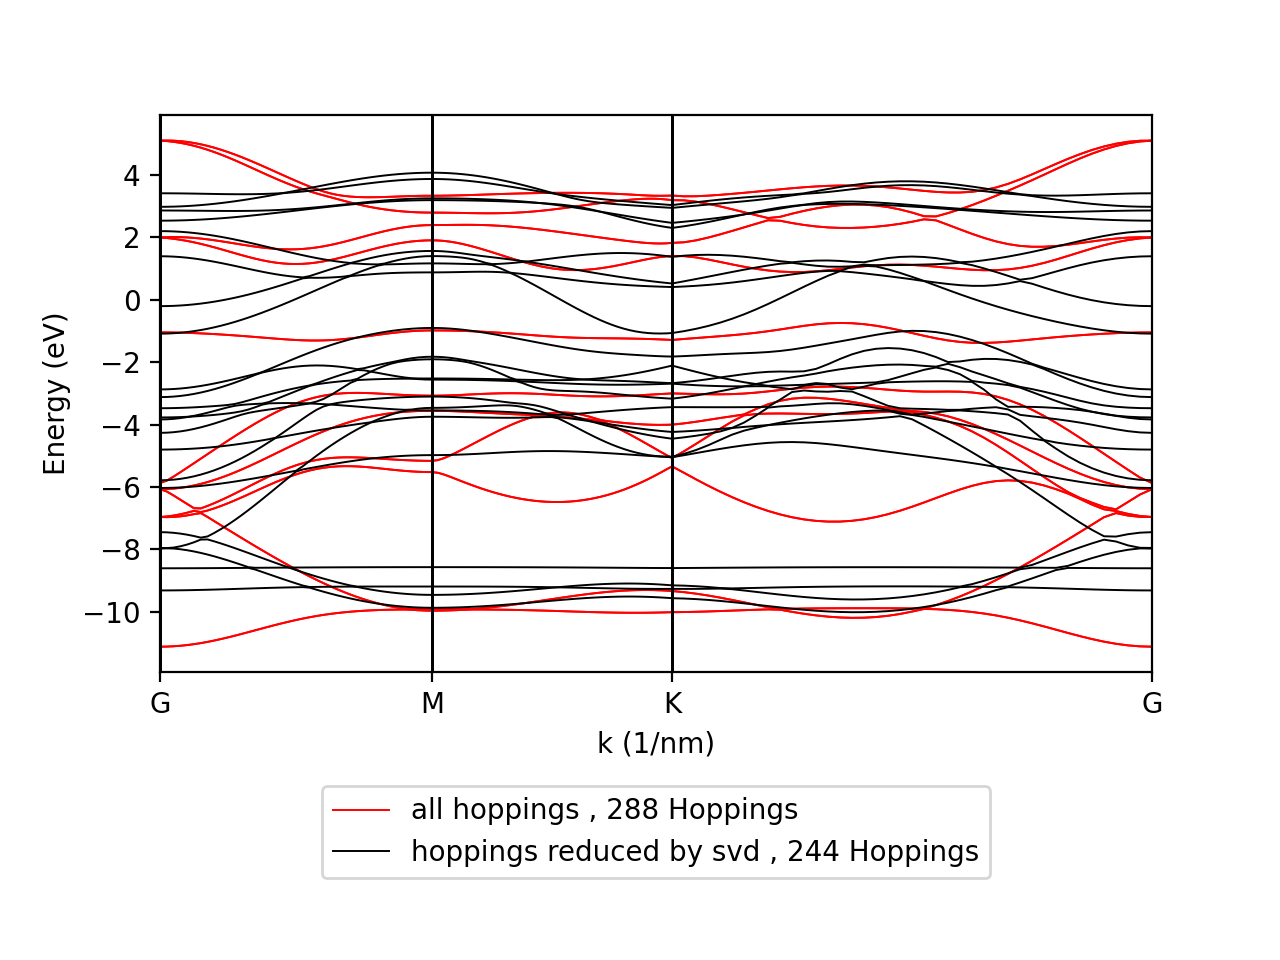 Energy (eV)
4
2
0
−2
−4
−6
−8
−10
G M K G
k (1/nm)
all hoppings , 288 Hoppings
hoppings reduced by svd , 244 Hoppings